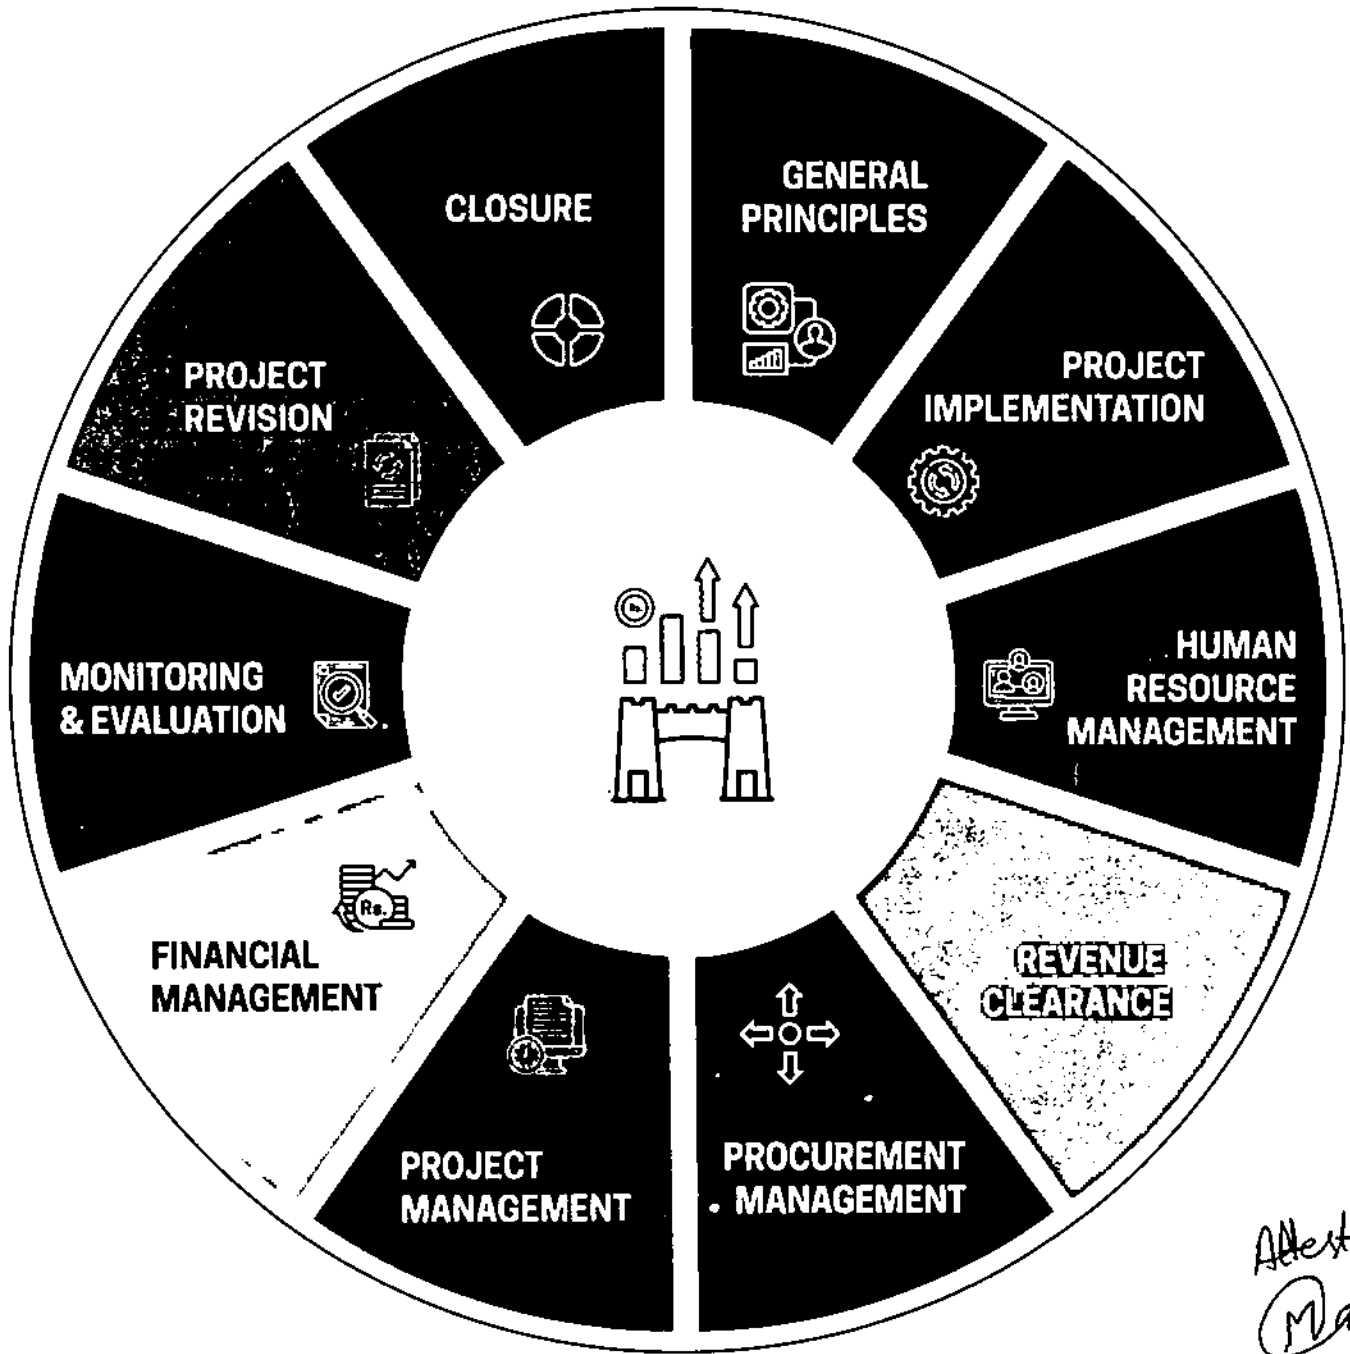 CLOSURE
GENERAL
PRINCIPLES
PROJECT
IMPLEMENTATION
HUMAN
RESOURCE
MANAGEMENT
REVENUE
CLEARANCE
PROCUREMENT
MANAGEMENT
PROJECT
MANAGEMENT
FINANCIAL
MANAGEMENT
Rs.
MONITORING
& EVALUATION
PROJECT
REVISION
Attest